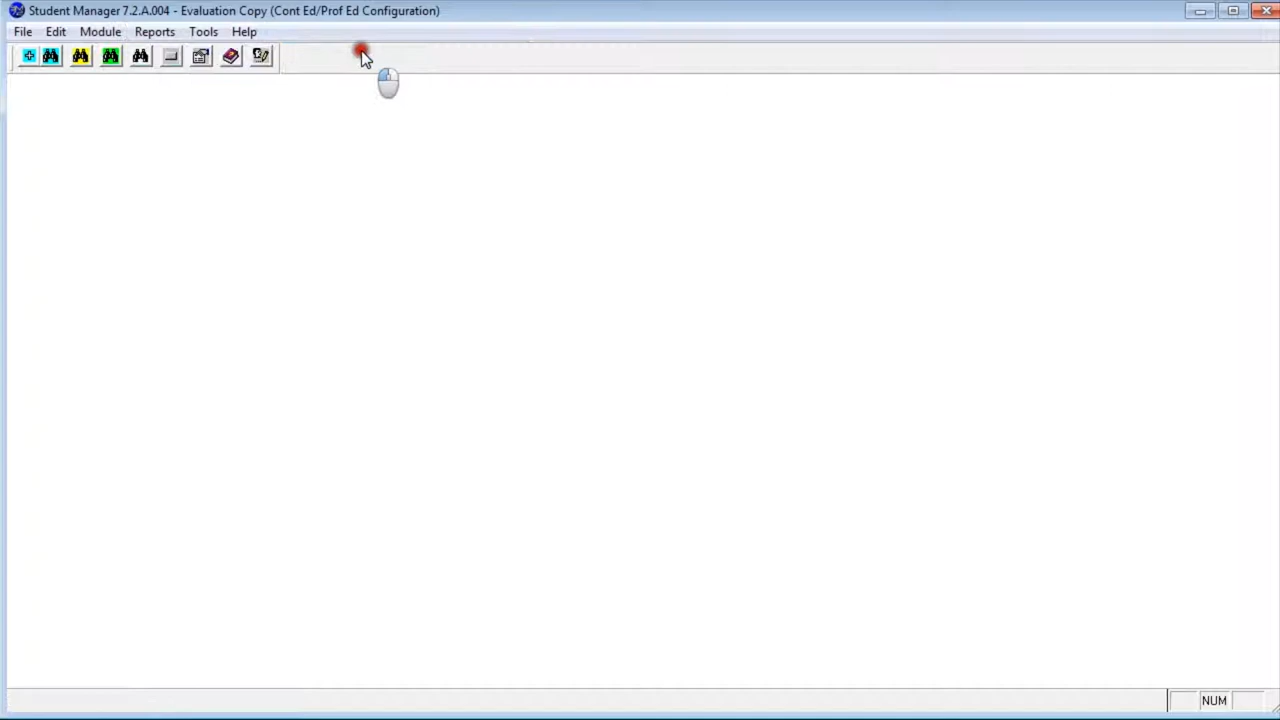 Student Manager 7.2.A.004 - Evaluation Copy (Cont Ed/Prof Ed Configuration)
File Edit Module Reports Tools Help
NUM